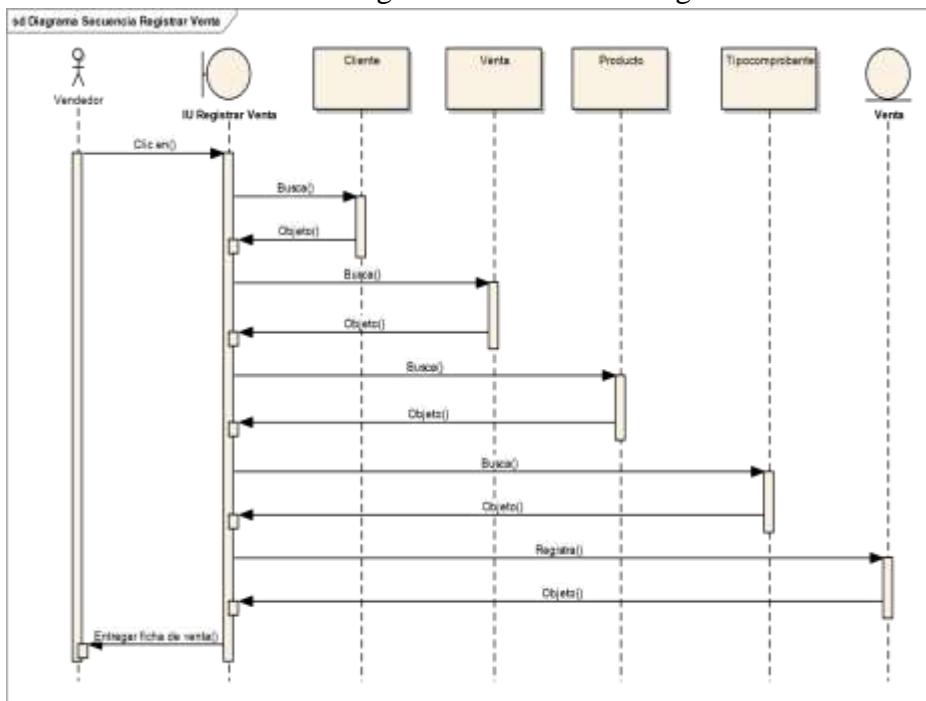 sd Diagrama Secuencia Registrar Venta
Cliente
Venta
Producto
Tipocomprobante
Vendedor
IU Registrar Venta
Venta
Clic en()
Busca()
Objeto()
Busca()
Objeto()
Busca()
Objeto()
Busca()
Objeto()
Registra()
Objeto()
Entregar ficha de venta()